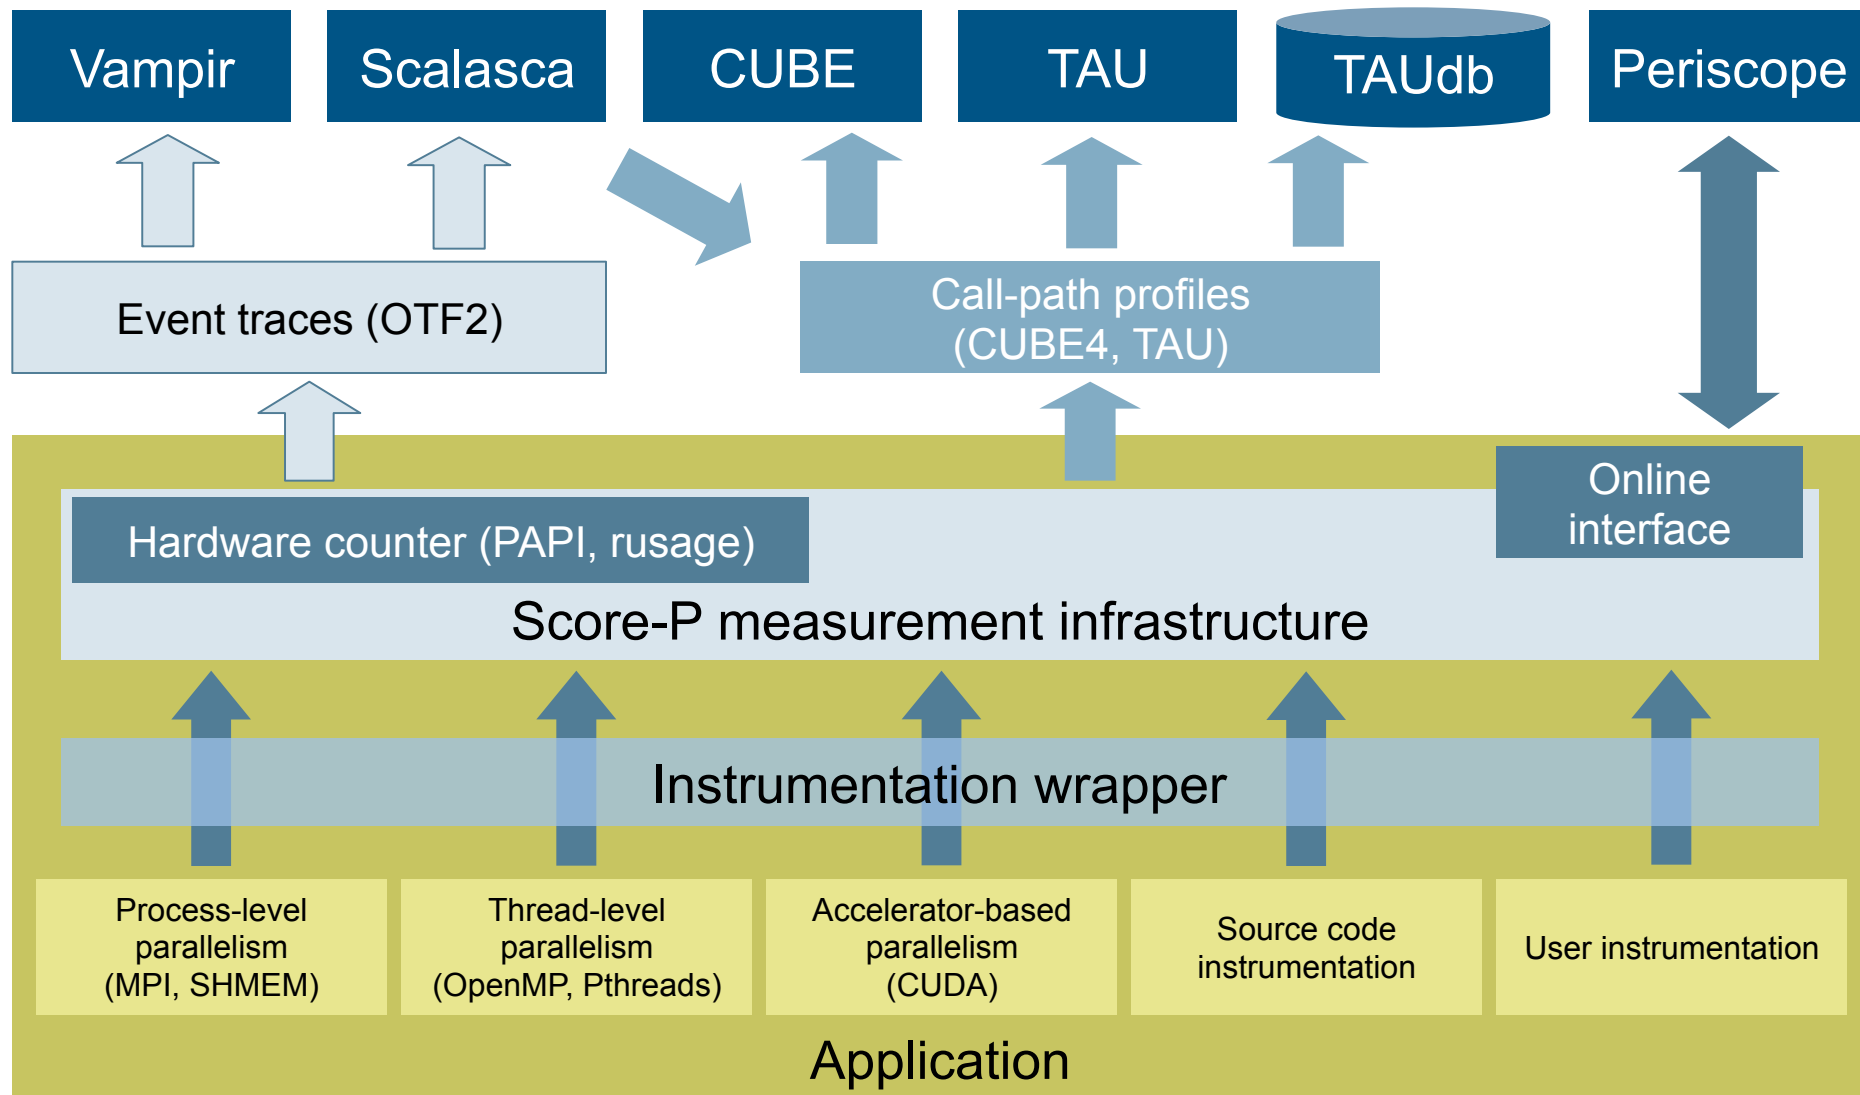 Vampir
Scalasca
CUBE
TAU
TAUdb
Periscope
Event traces (OTF2)
Call-path profiles
(CUBE4, TAU)
Online
interface
Hardware counter (PAPI, rusage)
Score-P measurement infrastructure
Instrumentation wrapper
Process-level
parallelism
(MPI, SHMEM)
Thread-level
parallelism
(OpenMP, Pthreads)
Accelerator-based
parallelism
(CUDA)
Source code
instrumentation
User instrumentation
Application